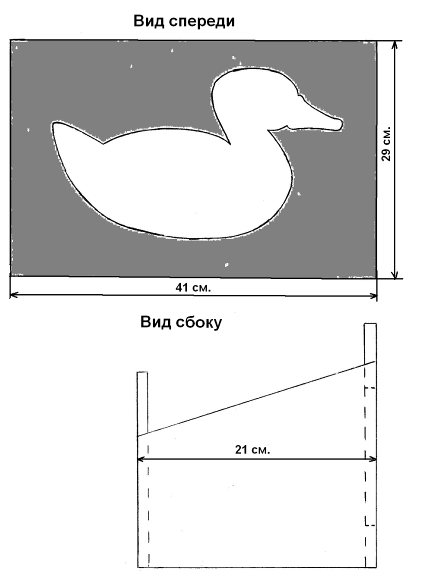 Вид спереди
29 см.
41 см.
Вид сбоку
21 см.